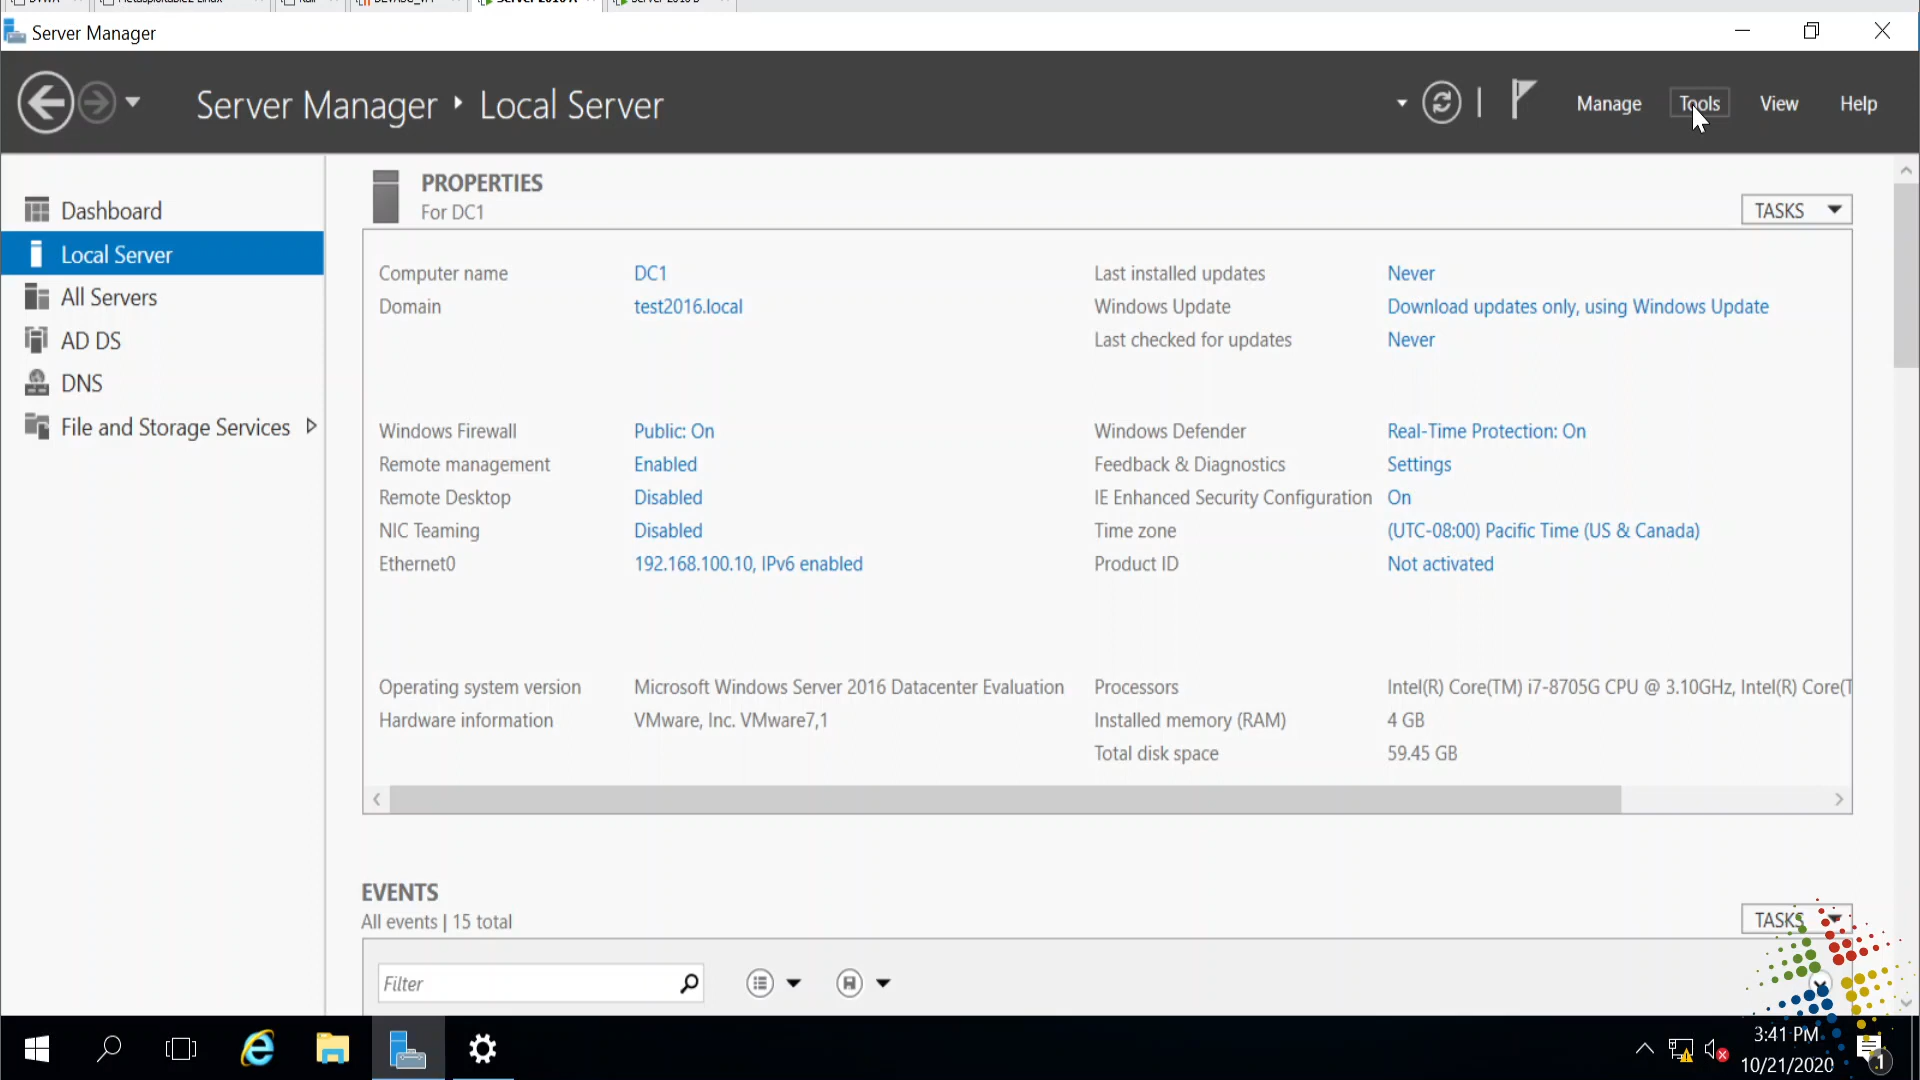 Server Manager
Server Manager ‣ Local Server
Manage
Tools
View
Help
Dashboard
Local Server
All Servers
AD DS
DNS
File and Storage Services
PROPERTIES
For DC1
TASKS
Computer name DC1
Domain test2016.local
Last installed updates Never
Windows Update Download updates only, using Windows Update
Last checked for updates Never
Windows Firewall Public: On
Remote management Enabled
Remote Desktop Disabled
NIC Teaming Disabled
Ethernet0 192.168.100.10, IPv6 enabled
Windows Defender Real-Time Protection: On
Feedback & Diagnostics Settings
IE Enhanced Security Configuration On
Time zone (UTC-08:00) Pacific Time (US & Canada)
Product ID Not activated
Operating system version Microsoft Windows Server 2016 Datacenter Evaluation
Hardware information VMware, Inc. VMware7,1
Processors Intel(R) Core(TM) i7-8705G CPU @ 3.10GHz, Intel(R) Core(T
Installed memory (RAM) 4 GB
Total disk space 59.45 GB
EVENTS
All events | 15 total
TASKS
Filter
3:41 PM
10/21/2020
1